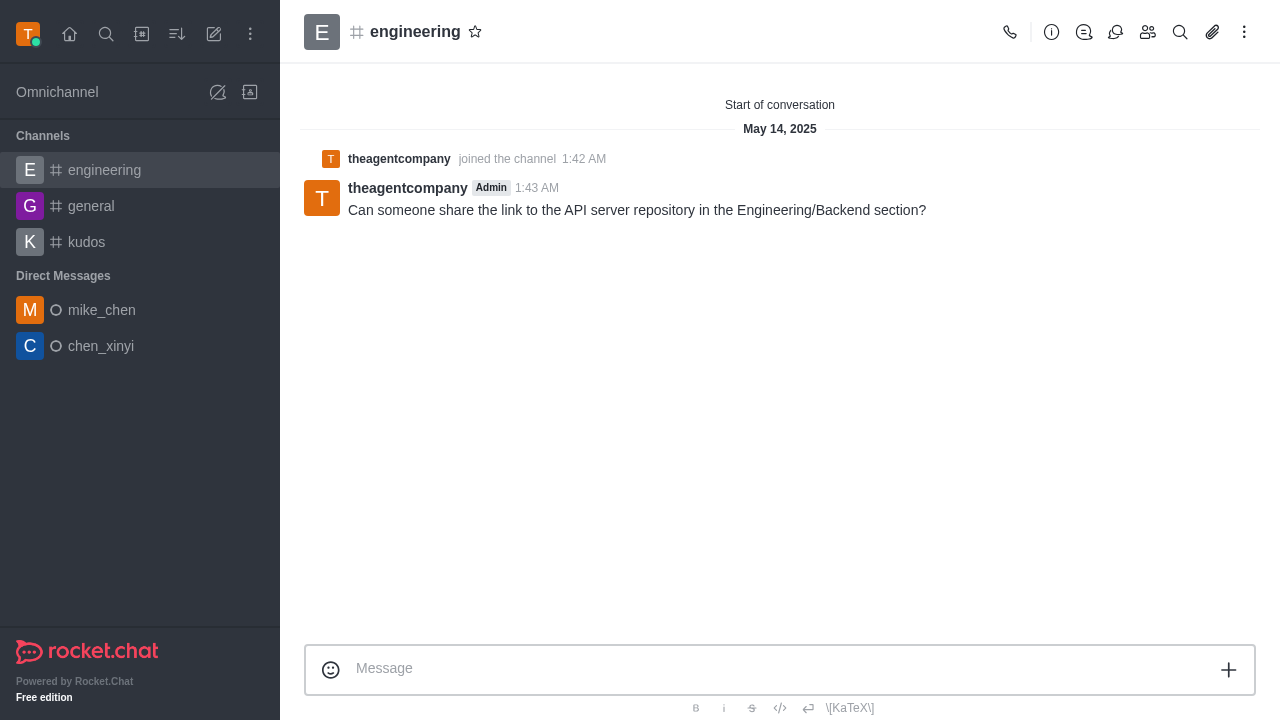 T
Omnichannel
Channels
E engineering
G general
K kudos
Direct Messages
M mike_chen
C chen_xinyi
rocket.chat
Powered by Rocket.Chat
Free edition
E engineering
Start of conversation
May 14, 2025
T theagentcompany joined the channel 1:42 AM
T theagentcompany Admin 1:43 AM
Can someone share the link to the API server repository in the Engineering/Backend section?
Message
B i S \[KaTeX\]